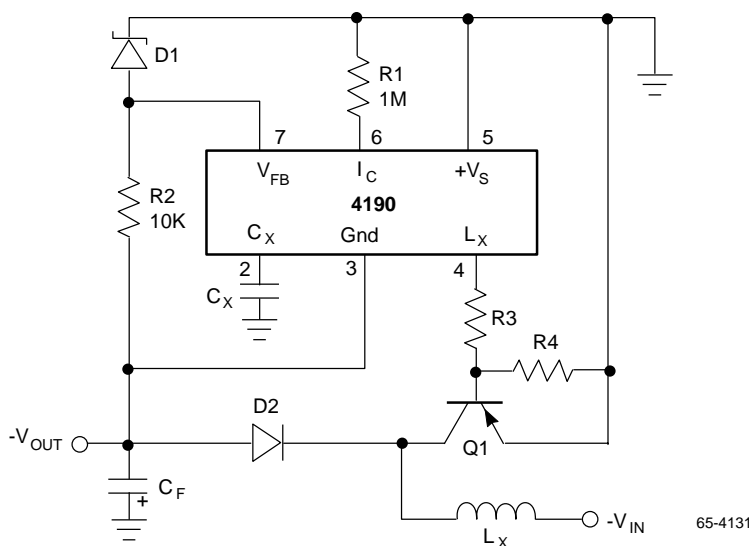 D1
R1
1M
7
6
5
V_FB
I_C
+V_S
4190
R2
10K
C_X
Gnd
L_X
2
3
4
C_X
R3
R4
D2
-V_OUT
Q1
C_F
+
L_X
-V_IN
65-4131